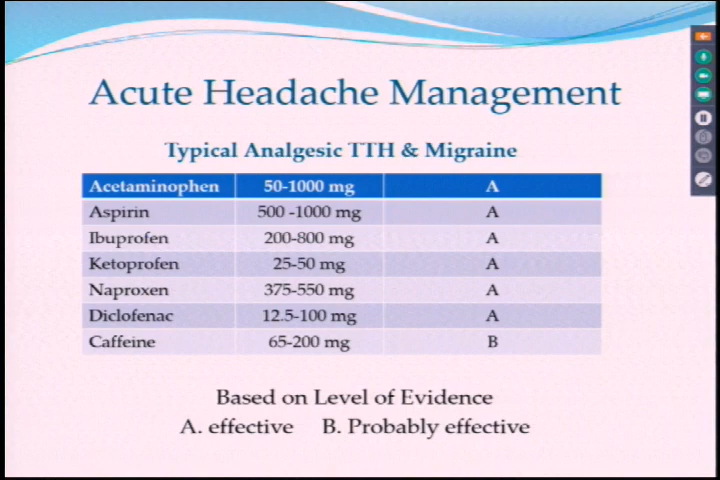 Acute Headache Management
Typical Analgesic TTH & Migraine
Acetaminophen 50-1000 mg A
Aspirin 500 -1000 mg A
Ibuprofen 200-800 mg A
Ketoprofen 25-50 mg A
Naproxen 375-550 mg A
Diclofenac 12.5-100 mg A
Caffeine 65-200 mg B
Based on Level of Evidence
A. effective B. Probably effective